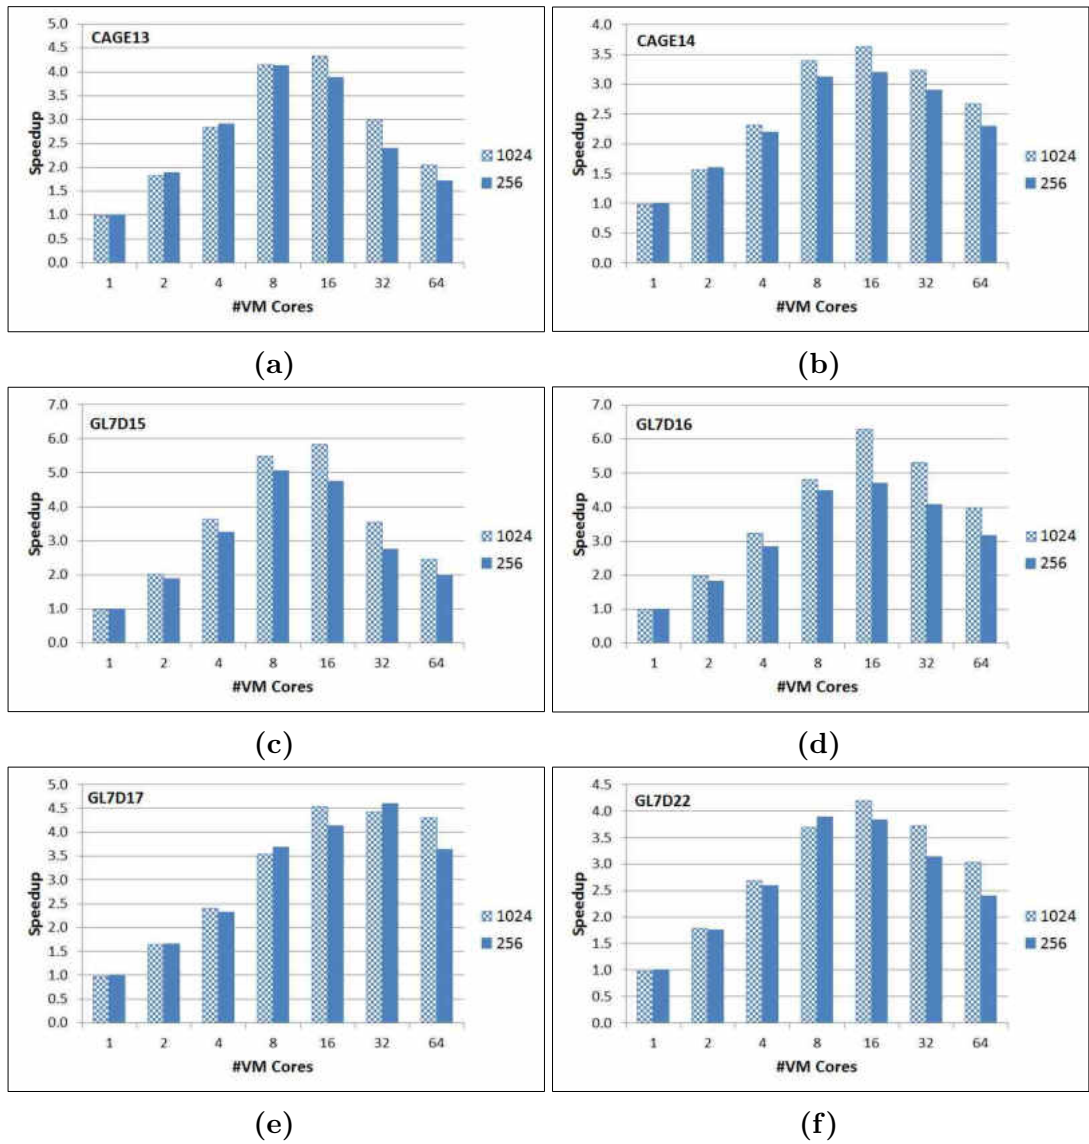 CAGE13
5.0
4.5
4.0
3.5
3.0
2.5
2.0
1.5
1.0
0.5
0.0
Speedup
1 2 4 8 16 32 64
#VM Cores
1024
256
(a)
CAGE14
4.0
3.5
3.0
2.5
2.0
1.5
1.0
0.5
0.0
Speedup
1 2 4 8 16 32 64
#VM Cores
1024
256
(b)
GL7D15
7.0
6.0
5.0
4.0
3.0
2.0
1.0
0.0
Speedup
1 2 4 8 16 32 64
#VM Cores
1024
256
(c)
GL7D16
7.0
6.0
5.0
4.0
3.0
2.0
1.0
0.0
Speedup
1 2 4 8 16 32 64
#VM Cores
1024
256
(d)
GL7D17
5.0
4.5
4.0
3.5
3.0
2.5
2.0
1.5
1.0
0.5
0.0
Speedup
1 2 4 8 16 32 64
#VM Cores
1024
256
(e)
GL7D22
4.5
4.0
3.5
3.0
2.5
2.0
1.5
1.0
0.5
0.0
Speedup
1 2 4 8 16 32 64
#VM Cores
1024
256
(f)